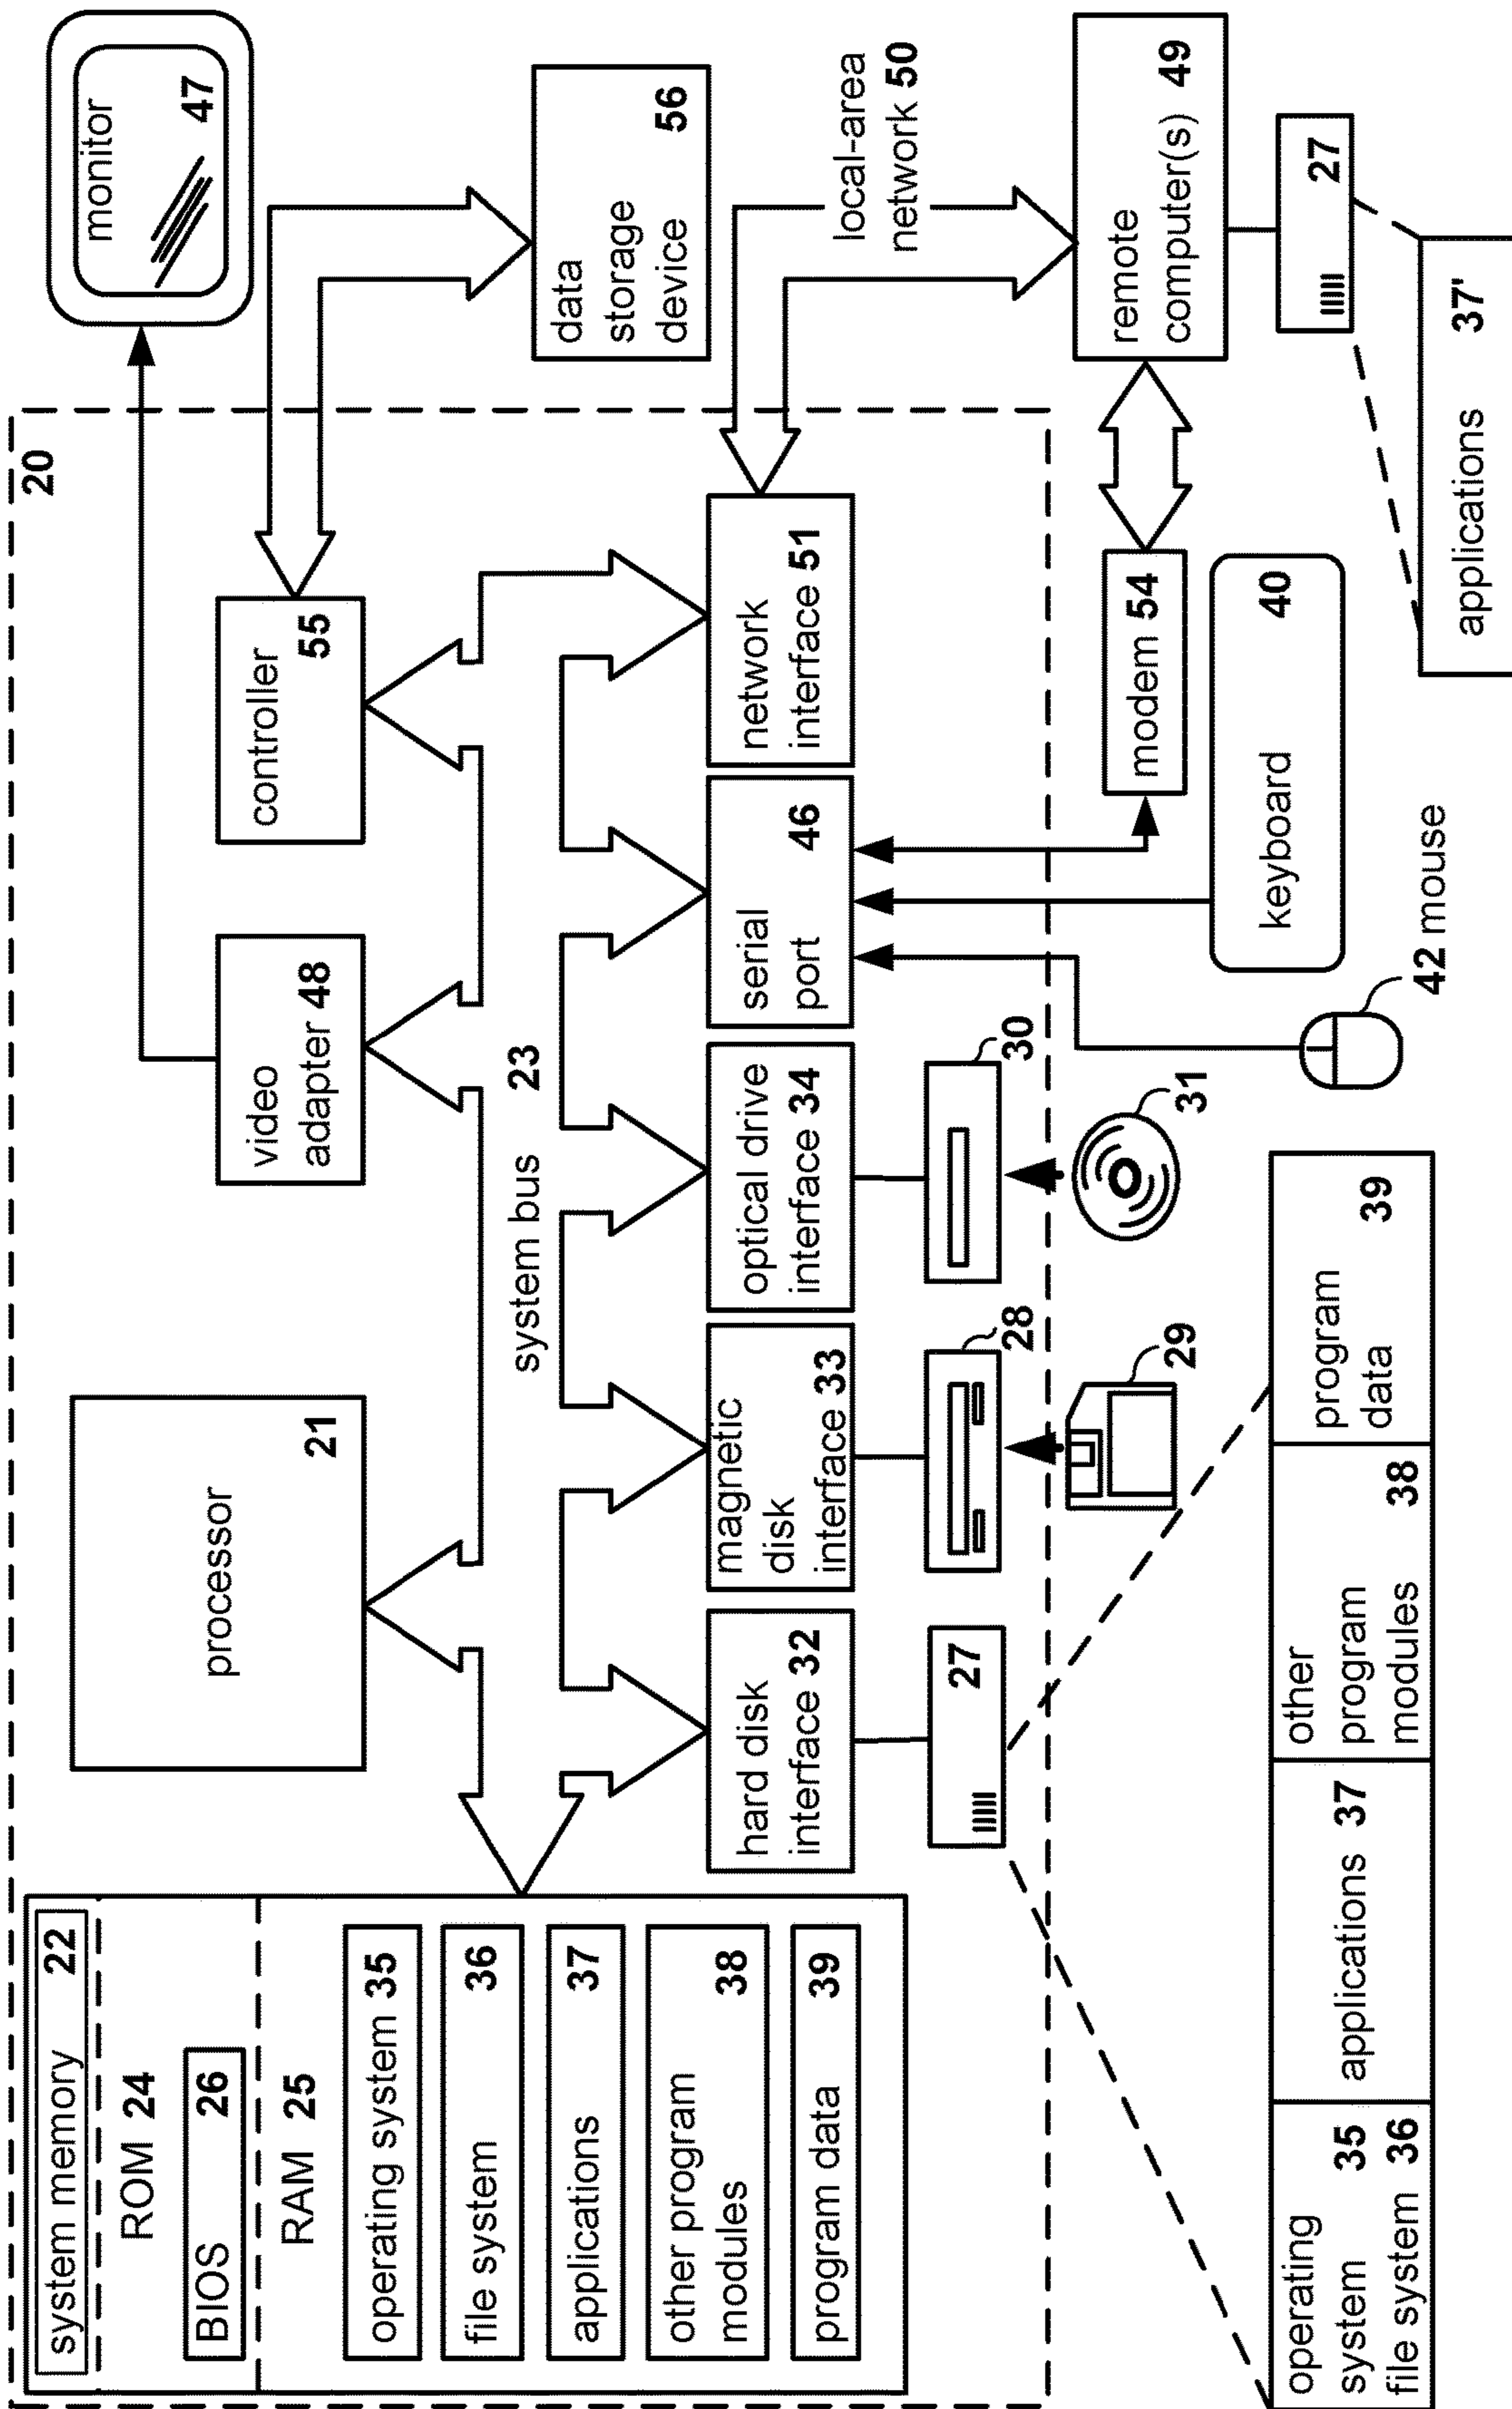 20
system memory 22
ROM 24
BIOS 26
RAM 25
operating system 35
file system 36
applications 37
other program
modules 38
program data 39
processor
21
video
adapter 48
controller
55
monitor
47
system bus 23
data
storage
device
56
hard disk
interface 32
magnetic
disk
interface 33
optical drive
interface 34
serial
port 46
network
interface 51
local-area
network 50
27
28
30
29
31
modem 54
remote
computer(s) 49
27
keyboard
40
42 mouse
applications 37'
operating
system 35
file system 36
applications 37
other
program
modules 38
program
data 39